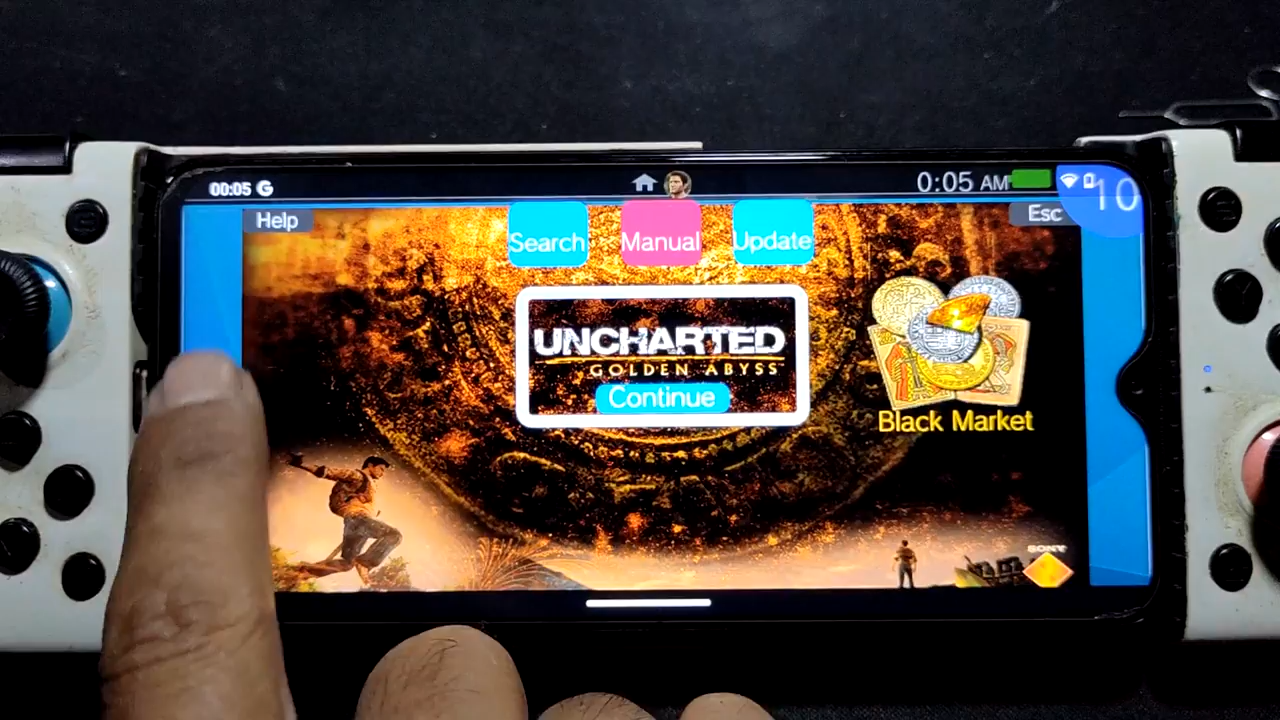 00:05 G
0:05 AM
10
Help
Search
Manual
Update
Esc
UNCHARTED
GOLDEN ABYSS
Continue
Black Market
SONY